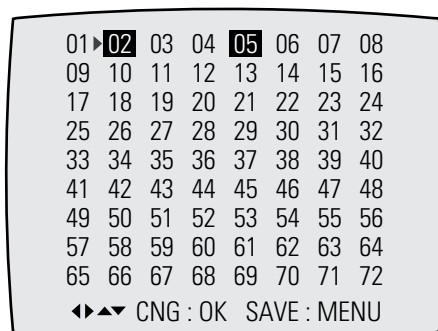 01 ▶02 03 04 05 06 07 08
09 10 11 12 13 14 15 16
17 18 19 20 21 22 23 24
25 26 27 28 29 30 31 32
33 34 35 36 37 38 39 40
41 42 43 44 45 46 47 48
49 50 51 52 53 54 55 56
57 58 59 60 61 62 63 64
65 66 67 68 69 70 71 72
◀▶▲▼ CNG : OK SAVE : MENU